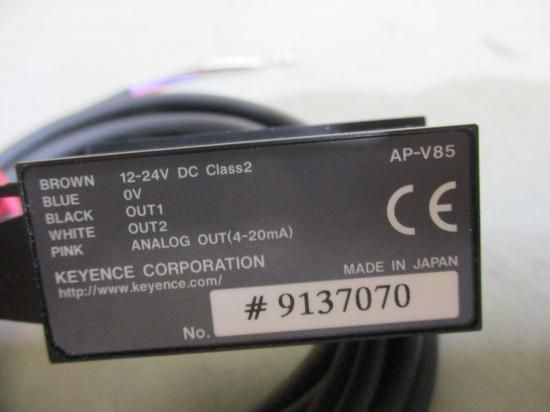 AP-V85
BROWN 12-24V DC Class2
BLUE 0V
BLACK OUT1
WHITE OUT2
PINK ANALOG OUT(4-20mA)
CE
KEYENCE CORPORATION
http://www.keyence.com/
MADE IN JAPAN
No. # 9137070